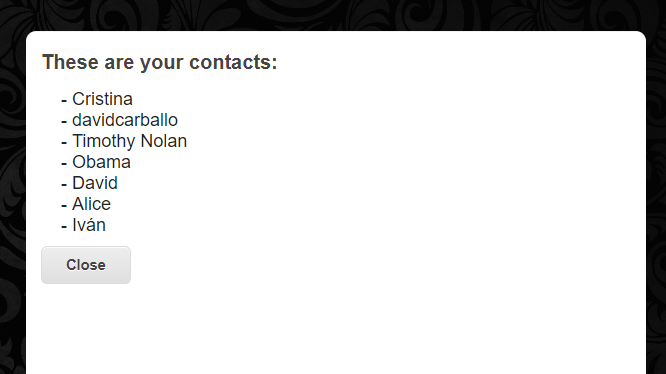 These are your contacts:
- Cristina
- davidcarballo
- Timothy Nolan
- Obama
- David
- Alice
- Iván
Close